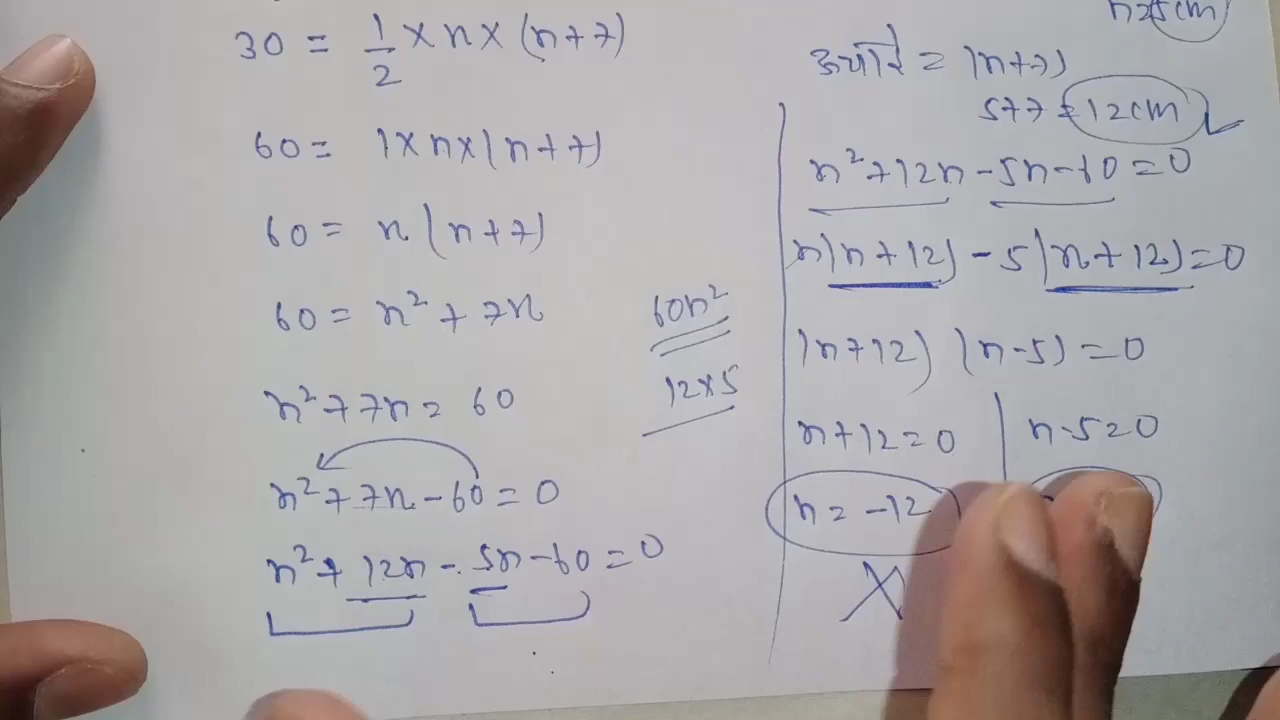 30 = 1/2 × n × (n+7)
60 = 1×n×(n+7)
60 = n(n+7)
60 = n² + 7n
n²+7n = 60
n²+7n-60=0
n²+12n-5n-60=0
60n²
12×5
n=5cm
= (n+7)
5+7=12cm
n²+12n-5n-60=0
n(n+12)-5(n+12)=0
(n+12) (n-5)=0
n+12=0
n-5=0
n=-12
X